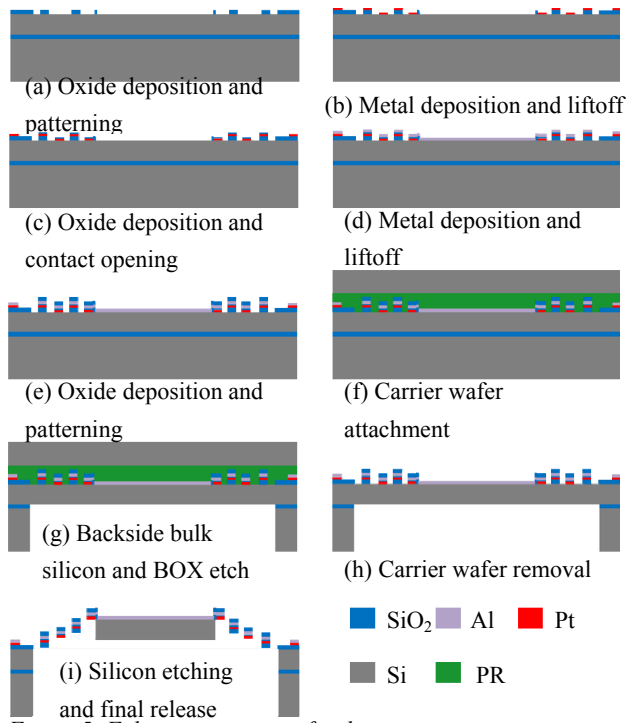 (a) Oxide deposition and
patterning
(b) Metal deposition and liftoff
(c) Oxide deposition and
contact opening
(d) Metal deposition and
liftoff
(e) Oxide deposition and
patterning
(f) Carrier wafer
attachment
(g) Backside bulk
silicon and BOX etch
(h) Carrier wafer removal
(i) Silicon etching
and final release
SiO₂ Al Pt
Si PR